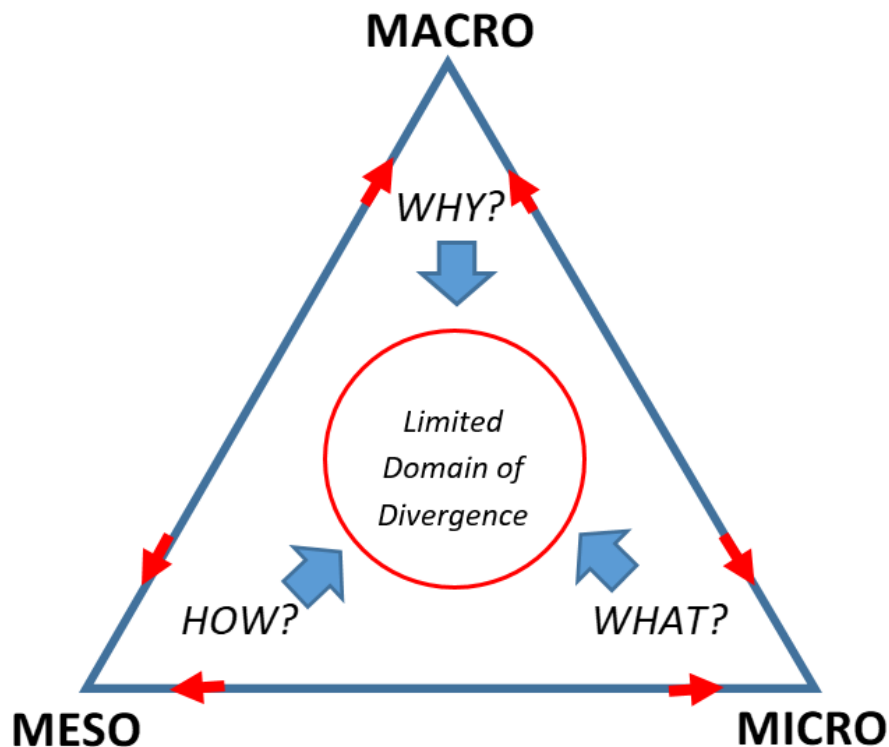 MACRO
WHY?
Limited
Domain of
Divergence
HOW?
WHAT?
MESO
MICRO